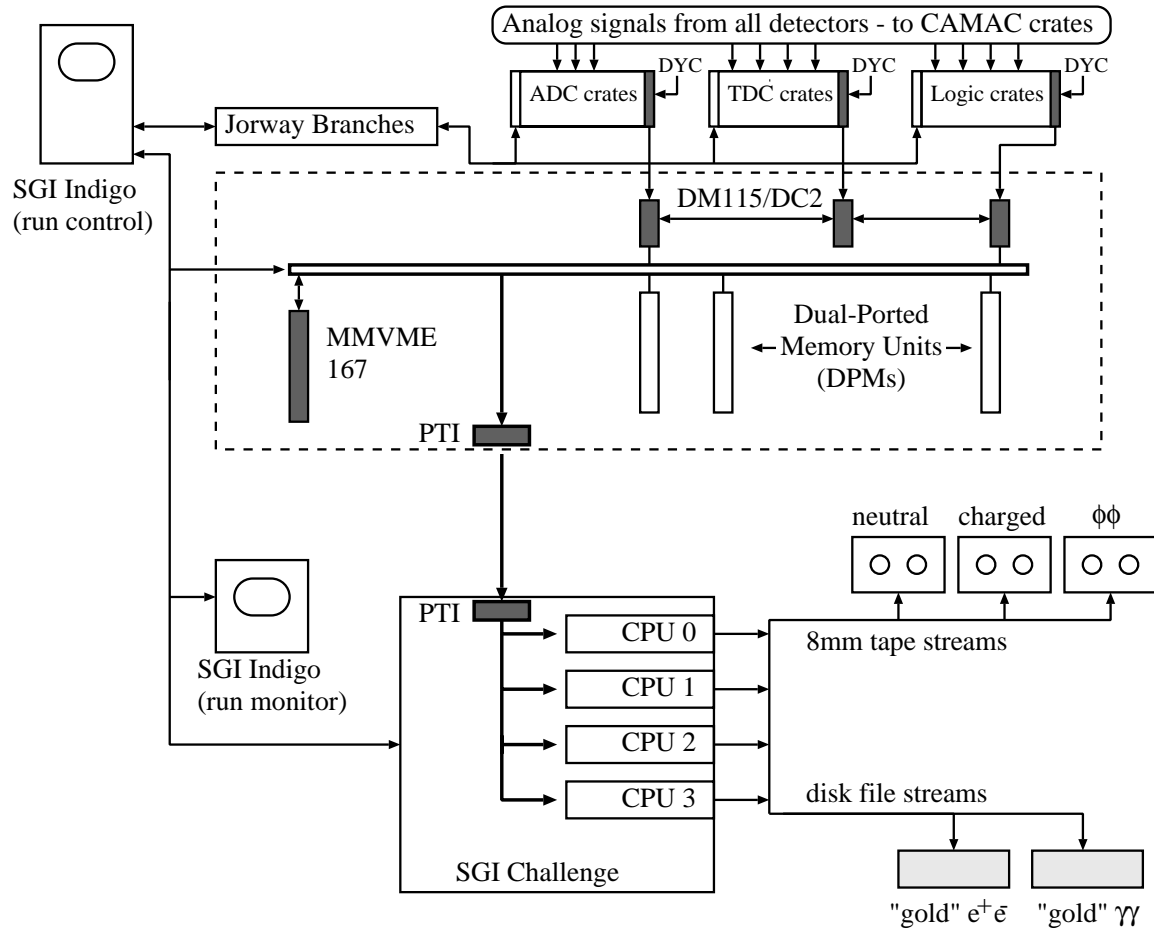 Analog signals from all detectors - to CAMAC crates
DYC
DYC
DYC
ADC crates
TDC crates
Logic crates
Jorway Branches
SGI Indigo
(run control)
DM115/DC2
MMVME
167
Dual-Ported
Memory Units
(DPMs)
PTI
neutral
charged
ϕϕ
PTI
CPU 0
8mm tape streams
SGI Indigo
(run monitor)
CPU 1
CPU 2
CPU 3
disk file streams
SGI Challenge
"gold" e⁺e⁻
"gold" γγ